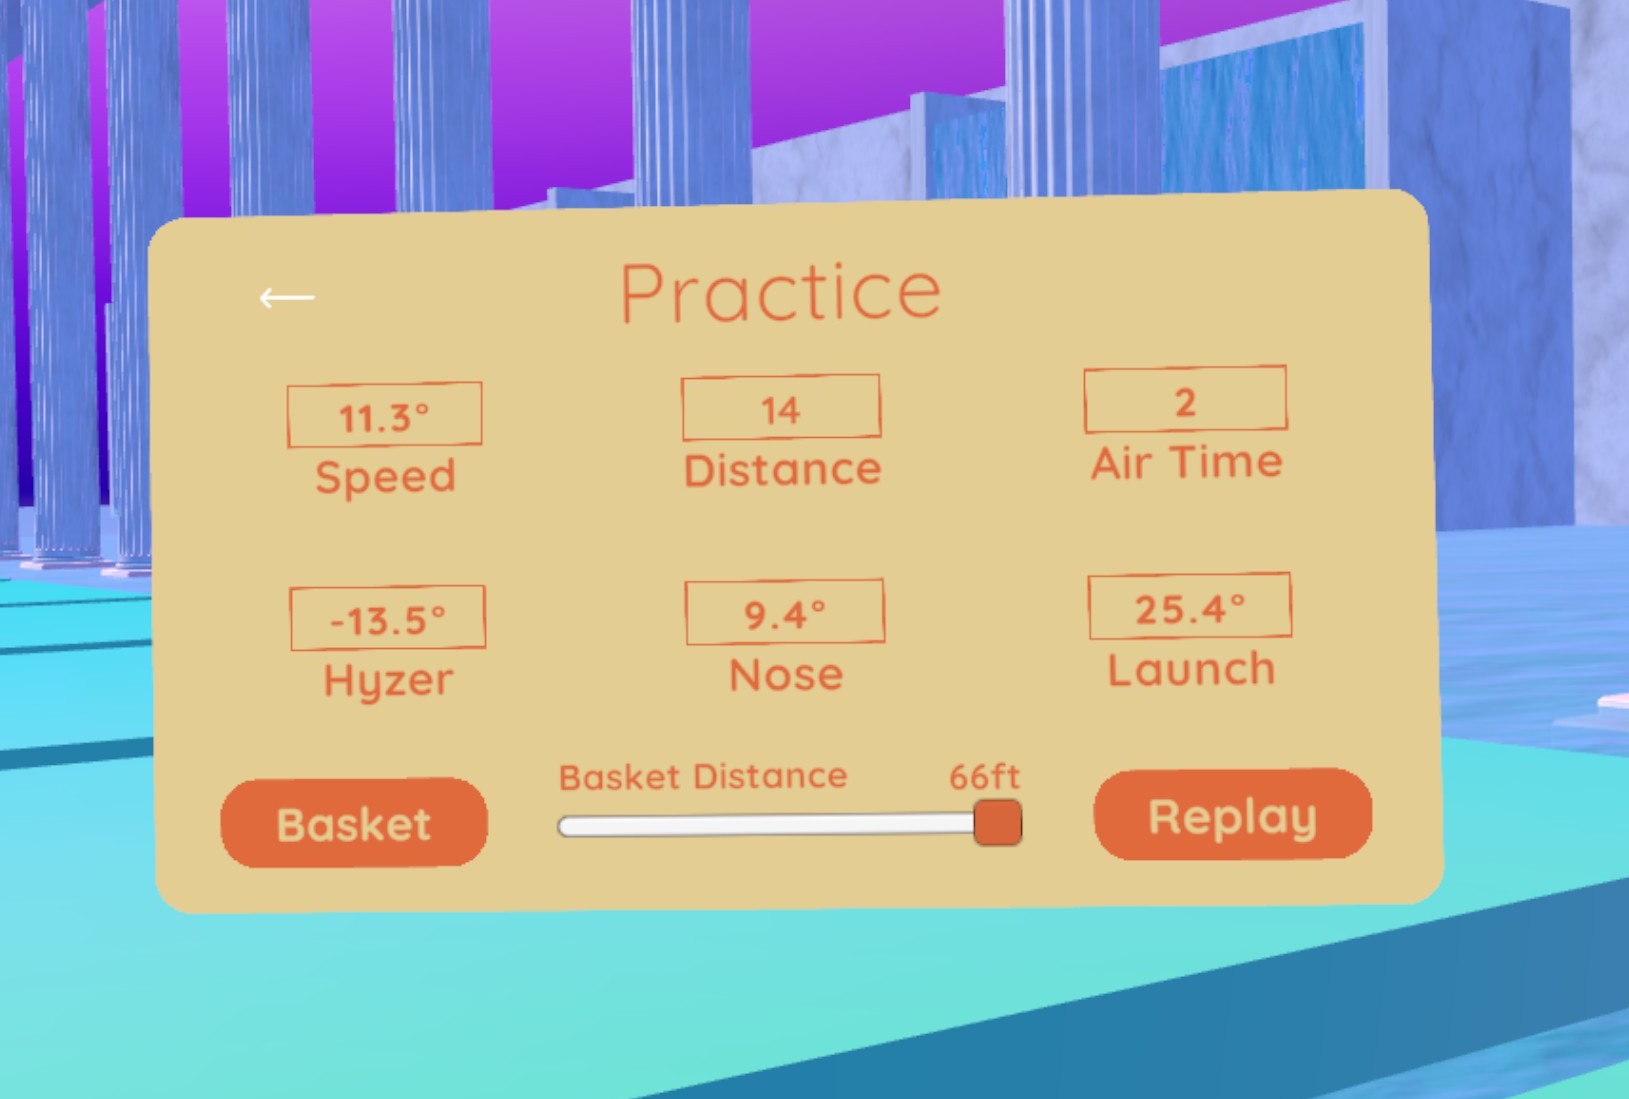 ←
Practice
11.3°
14
2
Speed
Distance
Air Time
-13.5°
9.4°
25.4°
Hyzer
Nose
Launch
Basket Distance 66ft
Basket
Replay